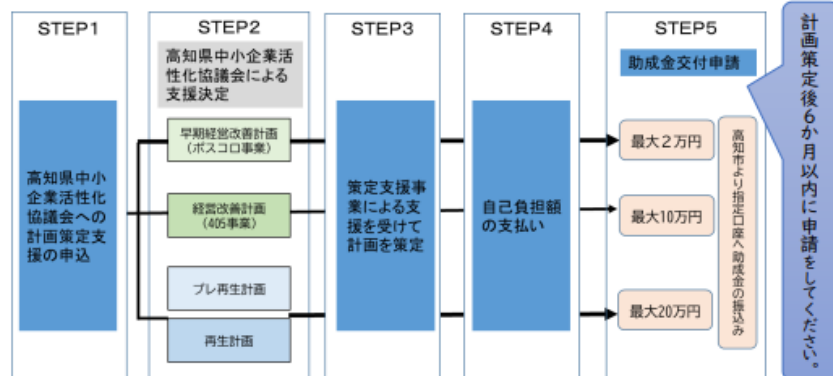 STEP1
高知県中小企業活性化協議会への計画策定支援の申込
STEP2
高知県中小企業活性化協議会による支援決定
早期経営改善計画
(ポスコロ事業)
経営改善計画
(405事業)
プレ再生計画
再生計画
STEP3
策定支援事業による支援を受けて計画を策定
STEP4
自己負担額の支払い
STEP5
助成金交付申請
最大2万円
最大10万円
最大20万円
高知市より指定口座へ助成金の振込み
計画策定後6か月以内に申請をしてください。